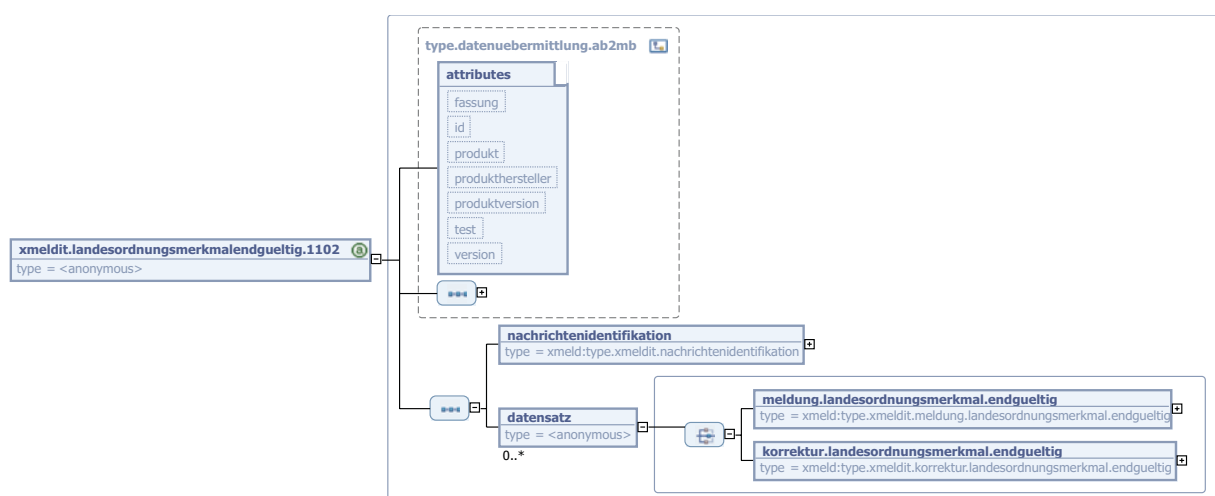 type.datenuebermittlung.ab2mb
attributes
fassung
id
produkt
produkthersteller
produktversion
test
version
xmeldit.landesordnungsmerkmalendgueltig.1102 a
type = <anonymous>
nachrichtenidentifikation
type = xmeld:type.xmeldit.nachrichtenidentifikation
datensatz
type = <anonymous>
0..*
meldung.landesordnungsmerkmal.endgueltig
type = xmeld:type.xmeldit.meldung.landesordnungsmerkmal.endgueltig
korrektur.landesordnungsmerkmal.endgueltig
type = xmeld:type.xmeldit.korrektur.landesordnungsmerkmal.endgueltig